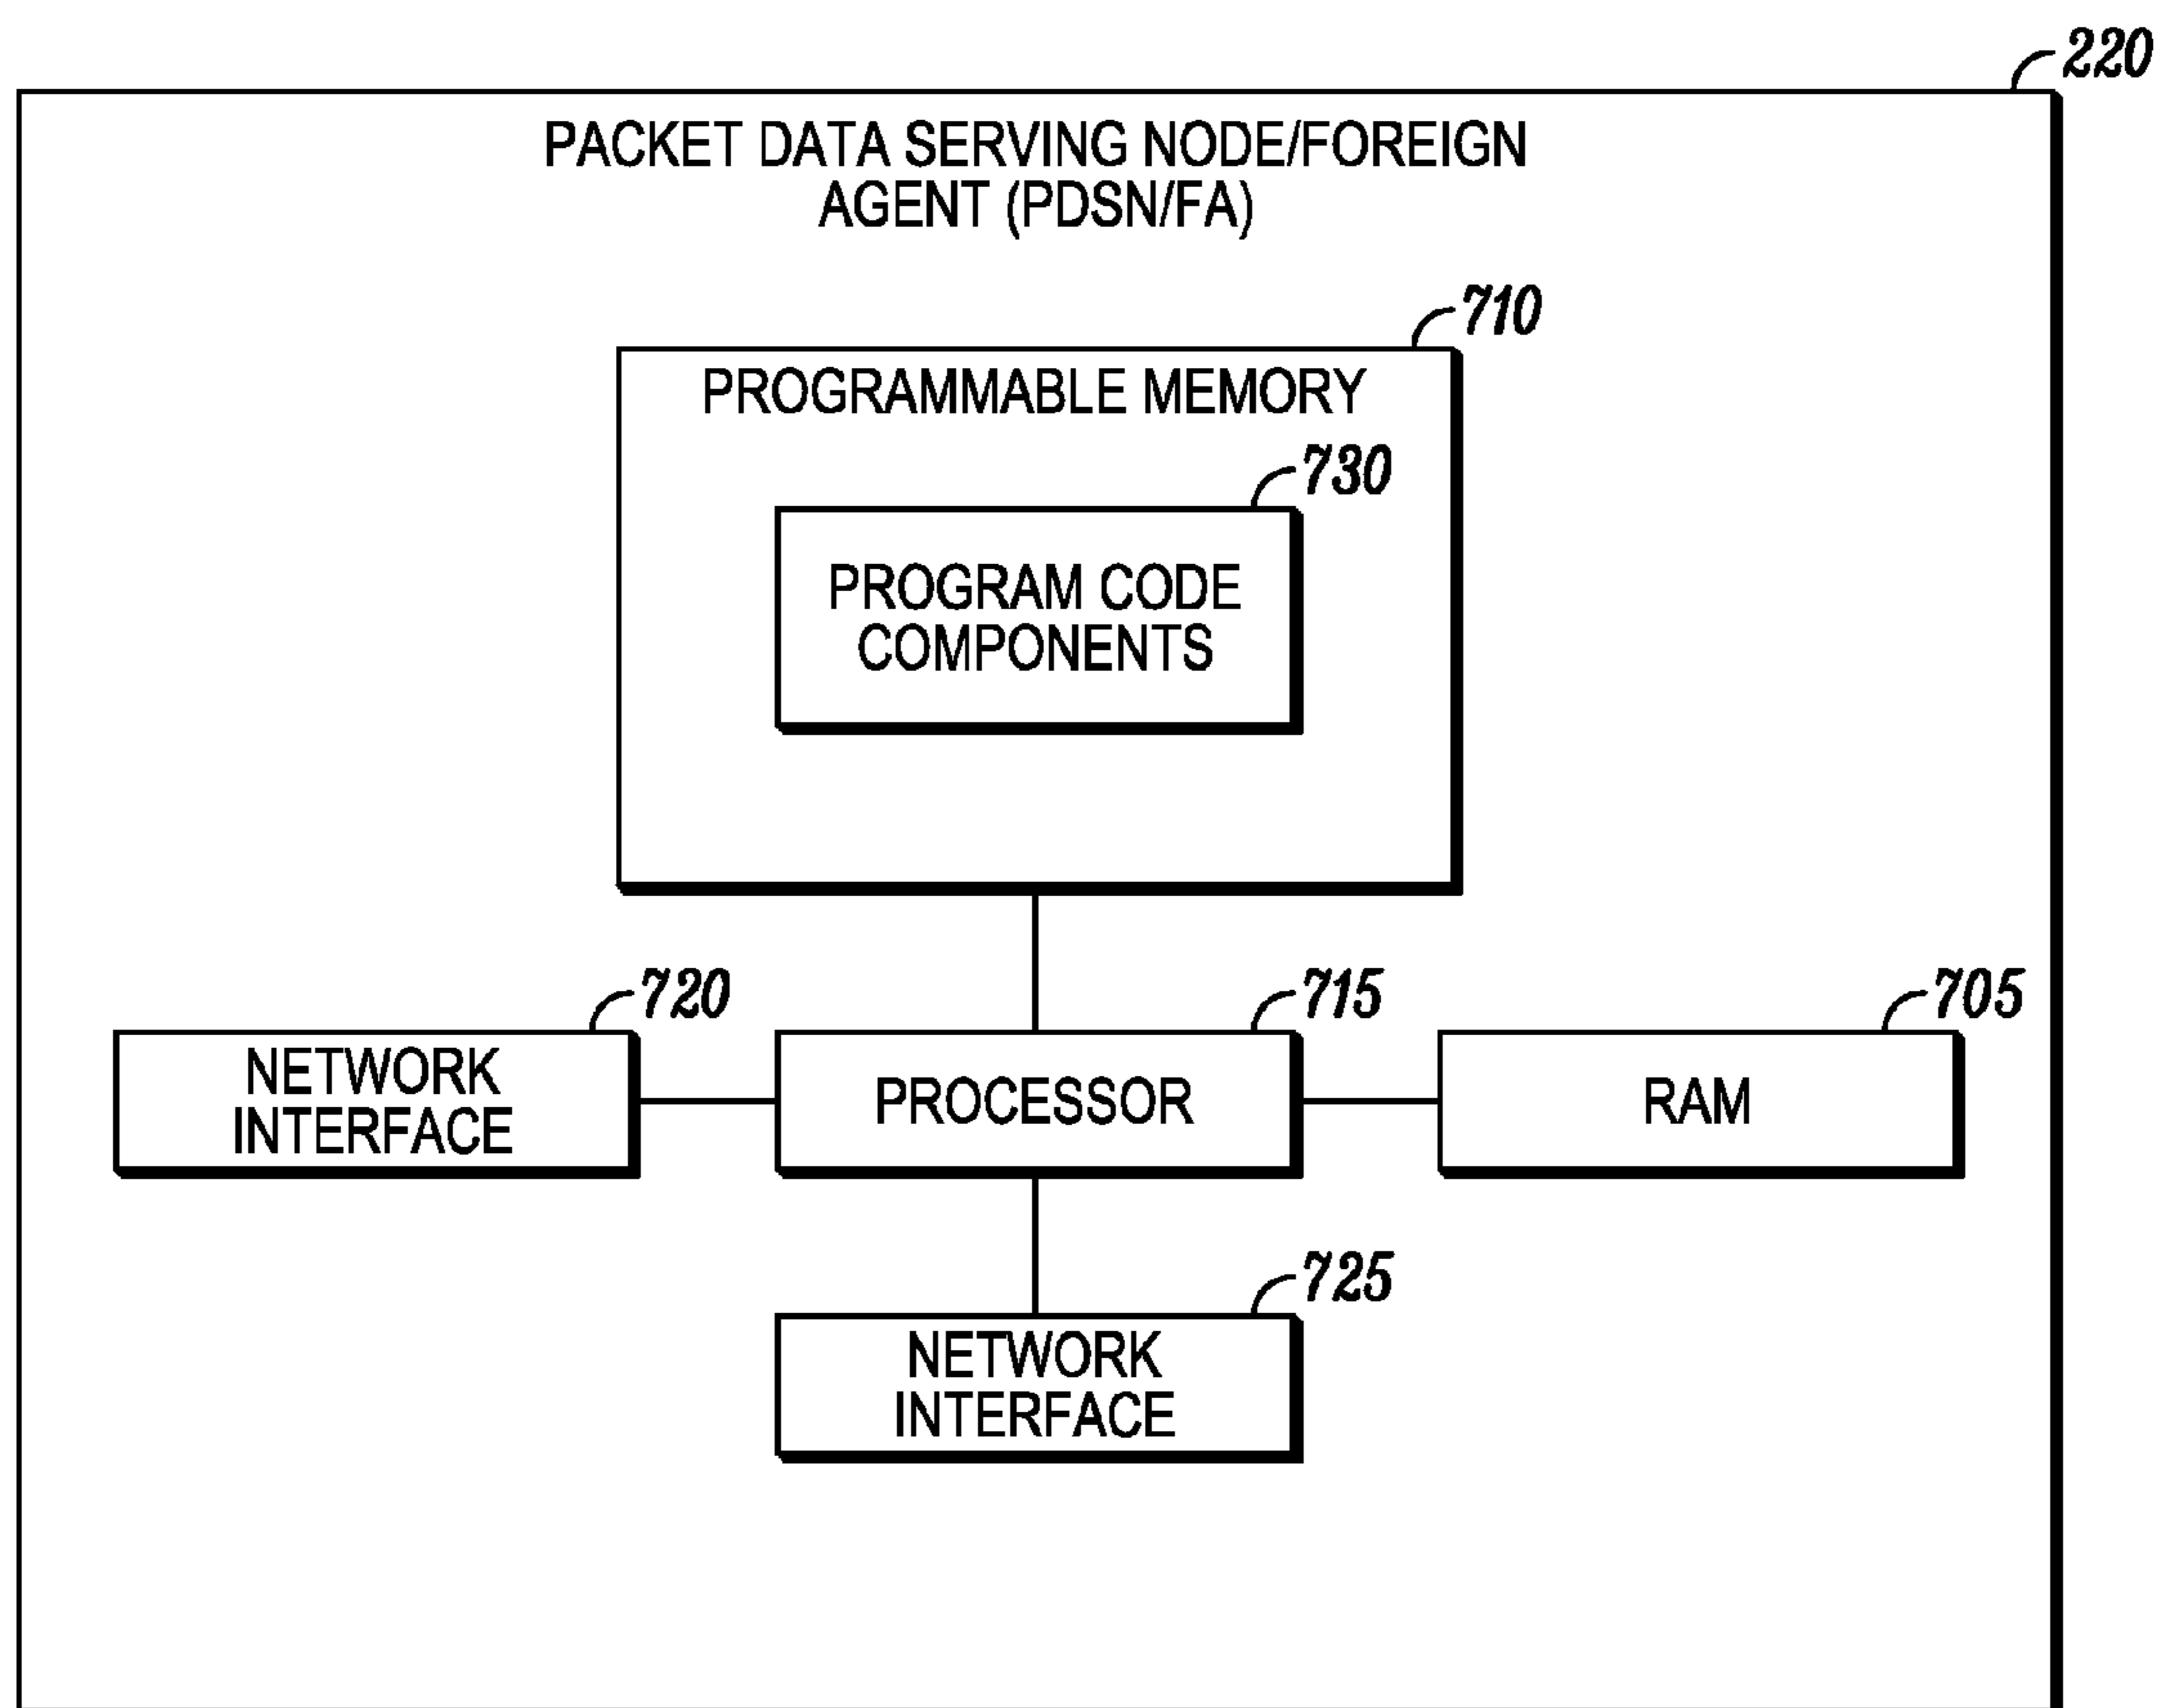 220
PACKET DATA SERVING NODE/FOREIGN
AGENT (PDSN/FA)
710
PROGRAMMABLE MEMORY
730
PROGRAM CODE
COMPONENTS
720
715
705
NETWORK
INTERFACE
PROCESSOR
RAM
725
NETWORK
INTERFACE